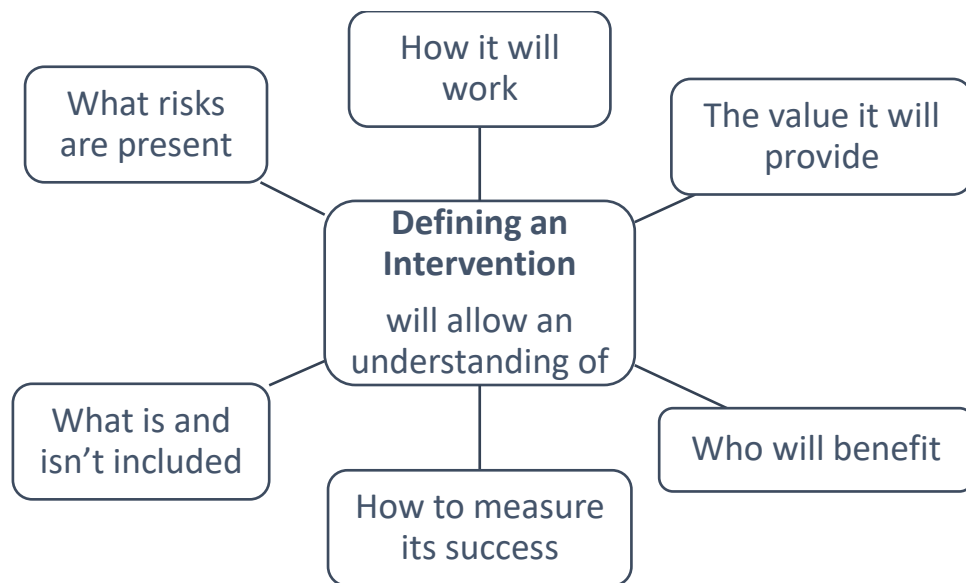 How it will
work
What risks
are present
The value it will
provide
Defining an
Intervention
will allow an
understanding of
What is and
isn’t included
Who will benefit
How to measure
its success